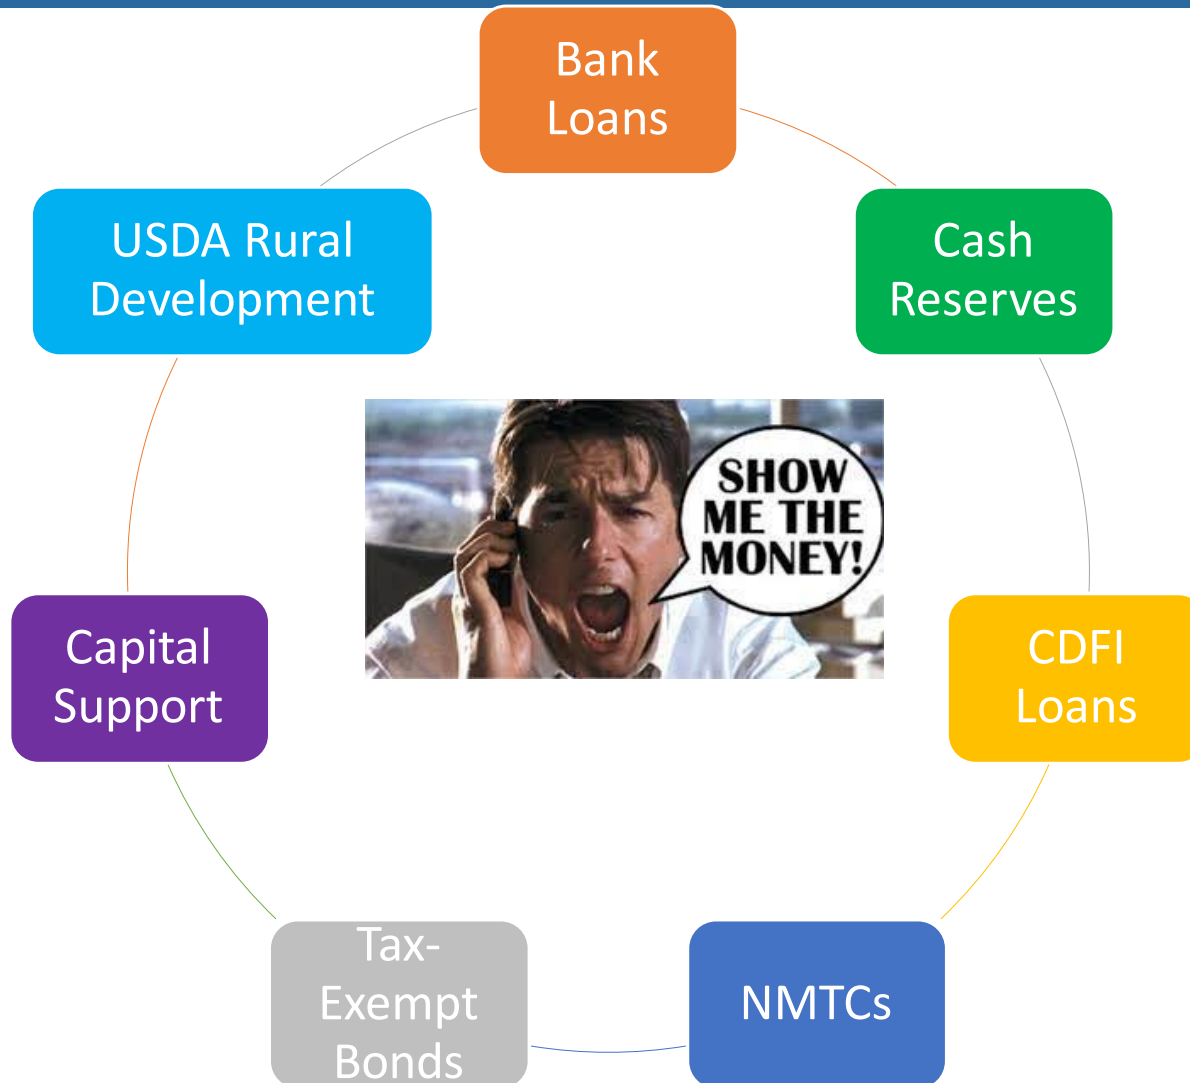 Bank
Loans
USDA Rural
Development
Cash
Reserves
SHOW
ME THE
MONEY!
Capital
Support
CDFI
Loans
Tax-
Exempt
Bonds
NMTCs